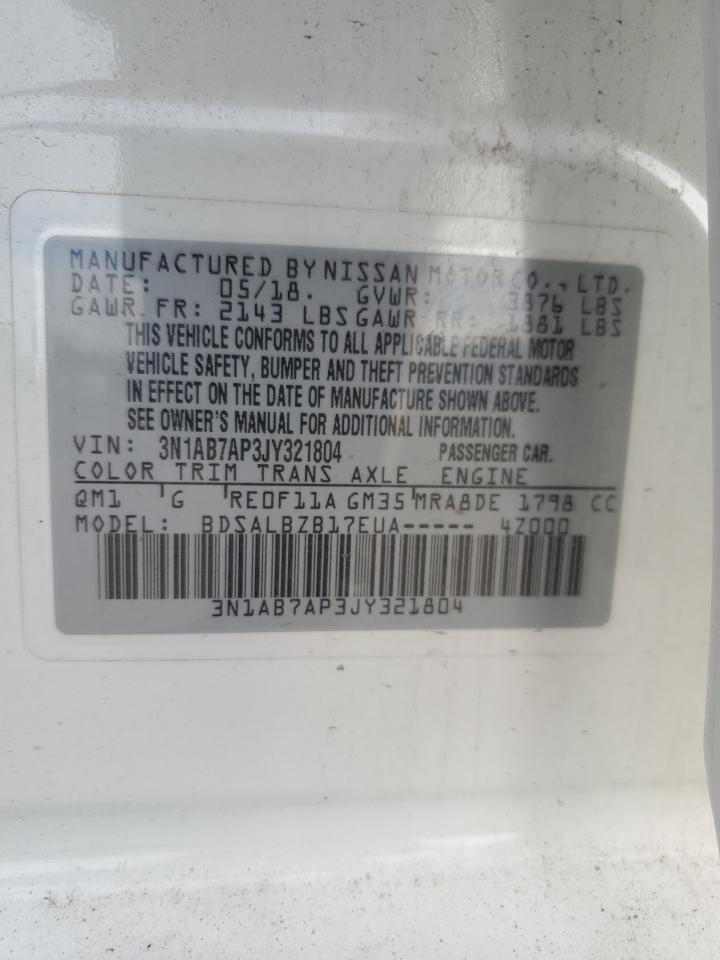 MANUFACTURED BY NISSAN MOTOR CO., LTD.
DATE: 05/18. GVWR: 3876 LBS
GAWR FR: 2143 LBS GAWR RR: 1881 LBS
THIS VEHICLE CONFORMS TO ALL APPLICABLE FEDERAL MOTOR
VEHICLE SAFETY, BUMPER AND THEFT PREVENTION STANDARDS
IN EFFECT ON THE DATE OF MANUFACTURE SHOWN ABOVE.
SEE OWNER'S MANUAL FOR ADDITIONAL INFORMATION.
VIN: 3N1AB7AP3JY321804 PASSENGER CAR.
COLOR TRIM TRANS AXLE ENGINE
QM1 G RE0F11A GM35 MRA8DE 1798 CC
MODEL: BDSALBZB17EUA----- 4Z000
3N1AB7AP3JY321804